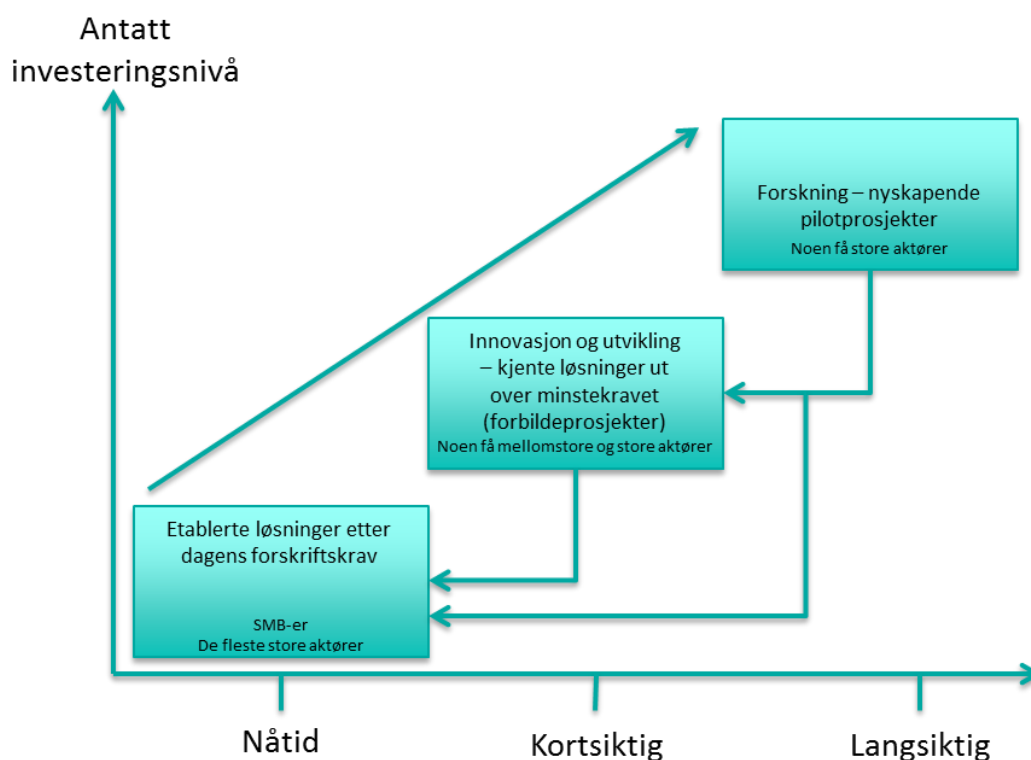 Antatt
investeringsnivå
Forskning – nyskapende
pilotprosjekter
Noen få store aktører
Innovasjon og utvikling
– kjente løsninger ut
over minstekravet
(forbildeprosjekter)
Noen få mellomstore og store aktører
Etablerte løsninger etter
dagens forskriftskrav
SMB-er
De fleste store aktører
Nåtid
Kortsiktig
Langsiktig